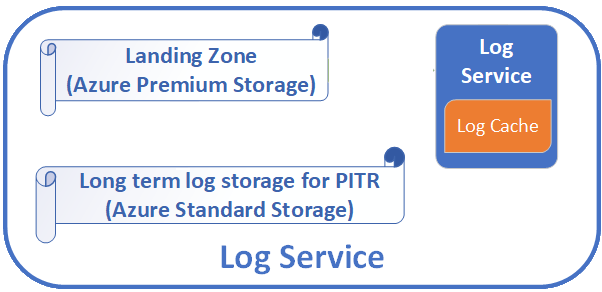 Landing Zone
(Azure Premium Storage)
Log
Service
Log Cache
Long term log storage for PITR
(Azure Standard Storage)
Log Service